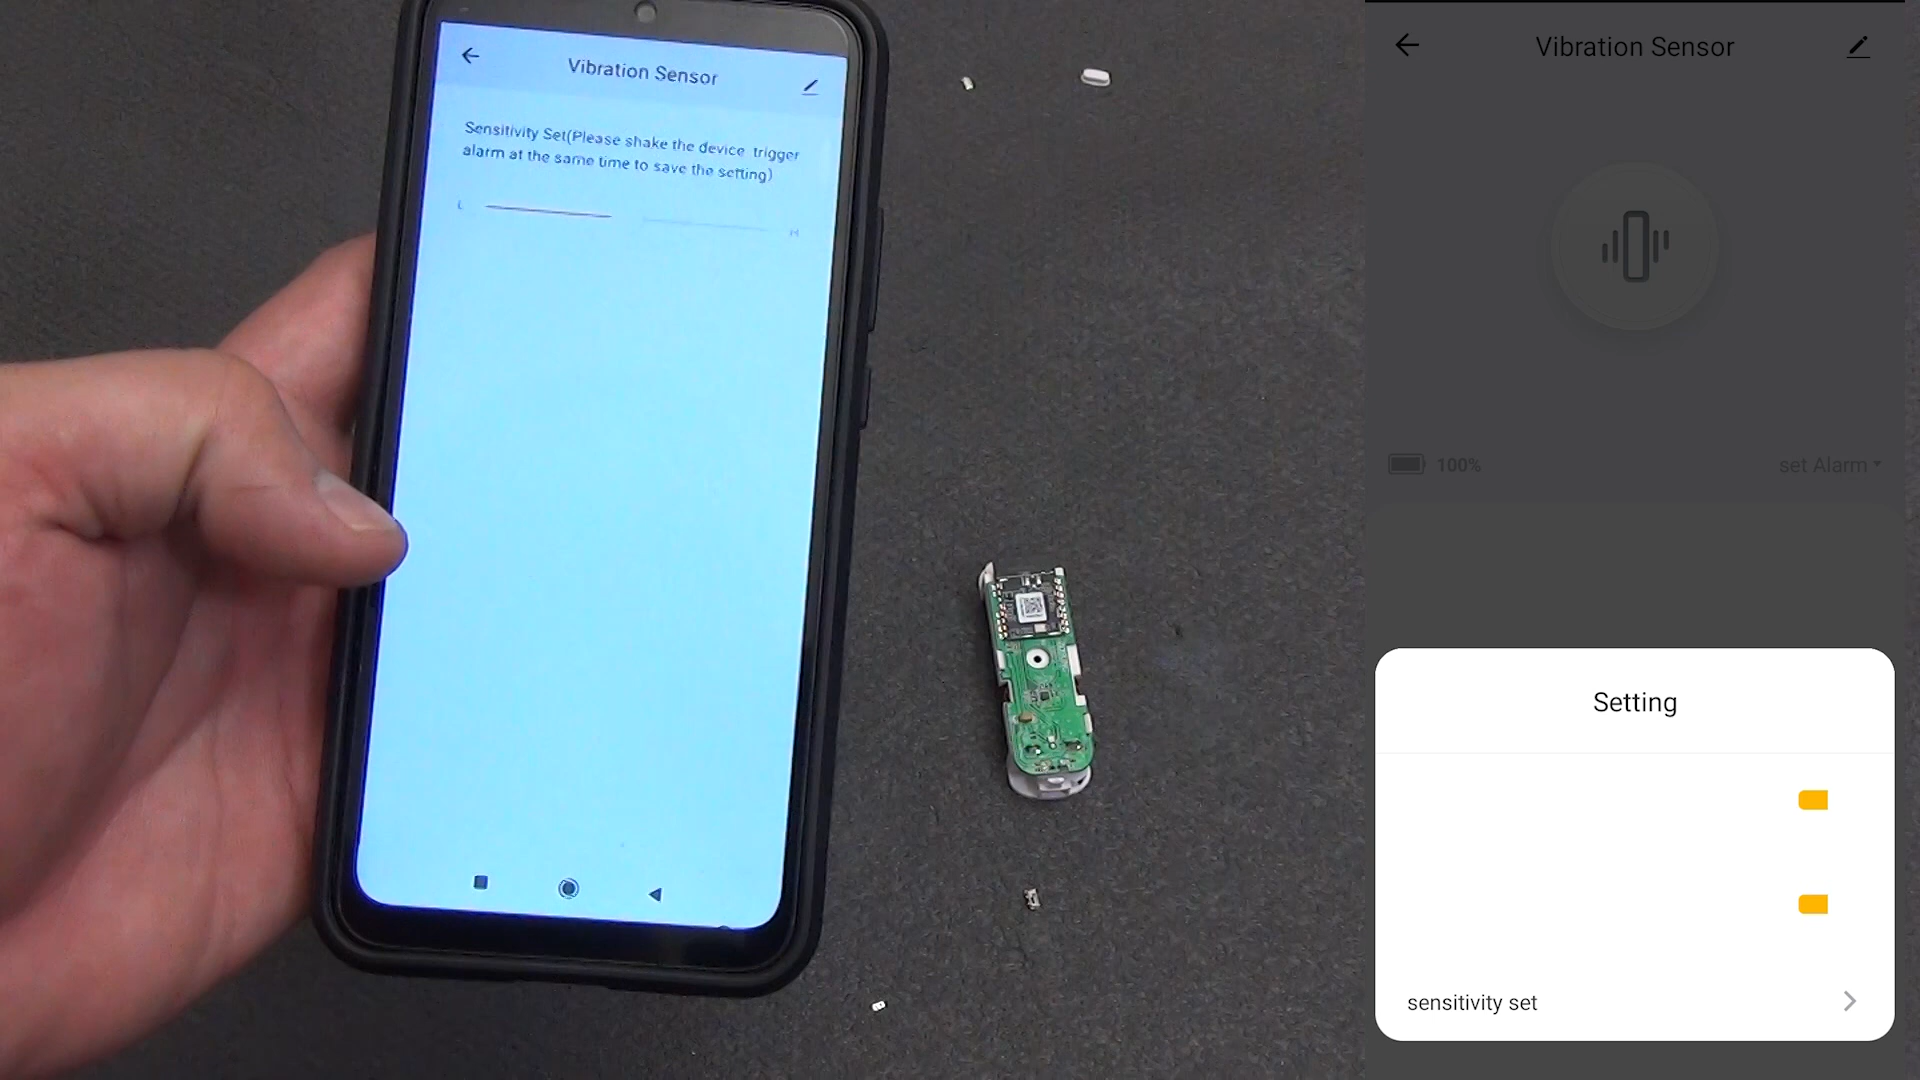 Vibration Sensor
Sensitivity Set(Please shake the device trigger
alarm at the same time to save the setting)
L
H
Vibration Sensor
100%
set Alarm
Setting
sensitivity set